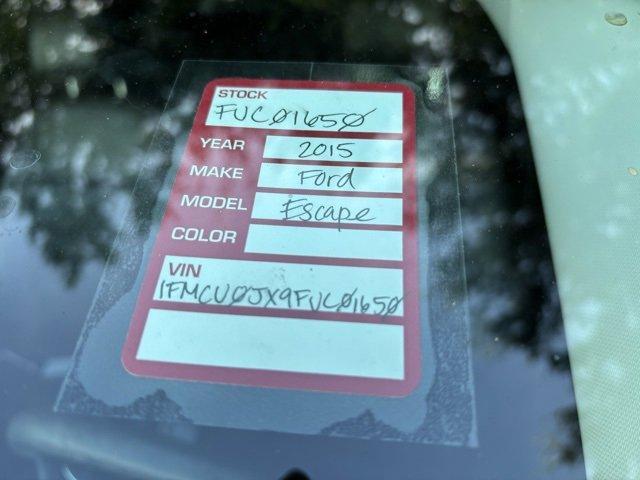 STOCK
FUC01650
YEAR 2015
MAKE Ford
MODEL Escape
COLOR
VIN
1FMCU0JX9FUC01650